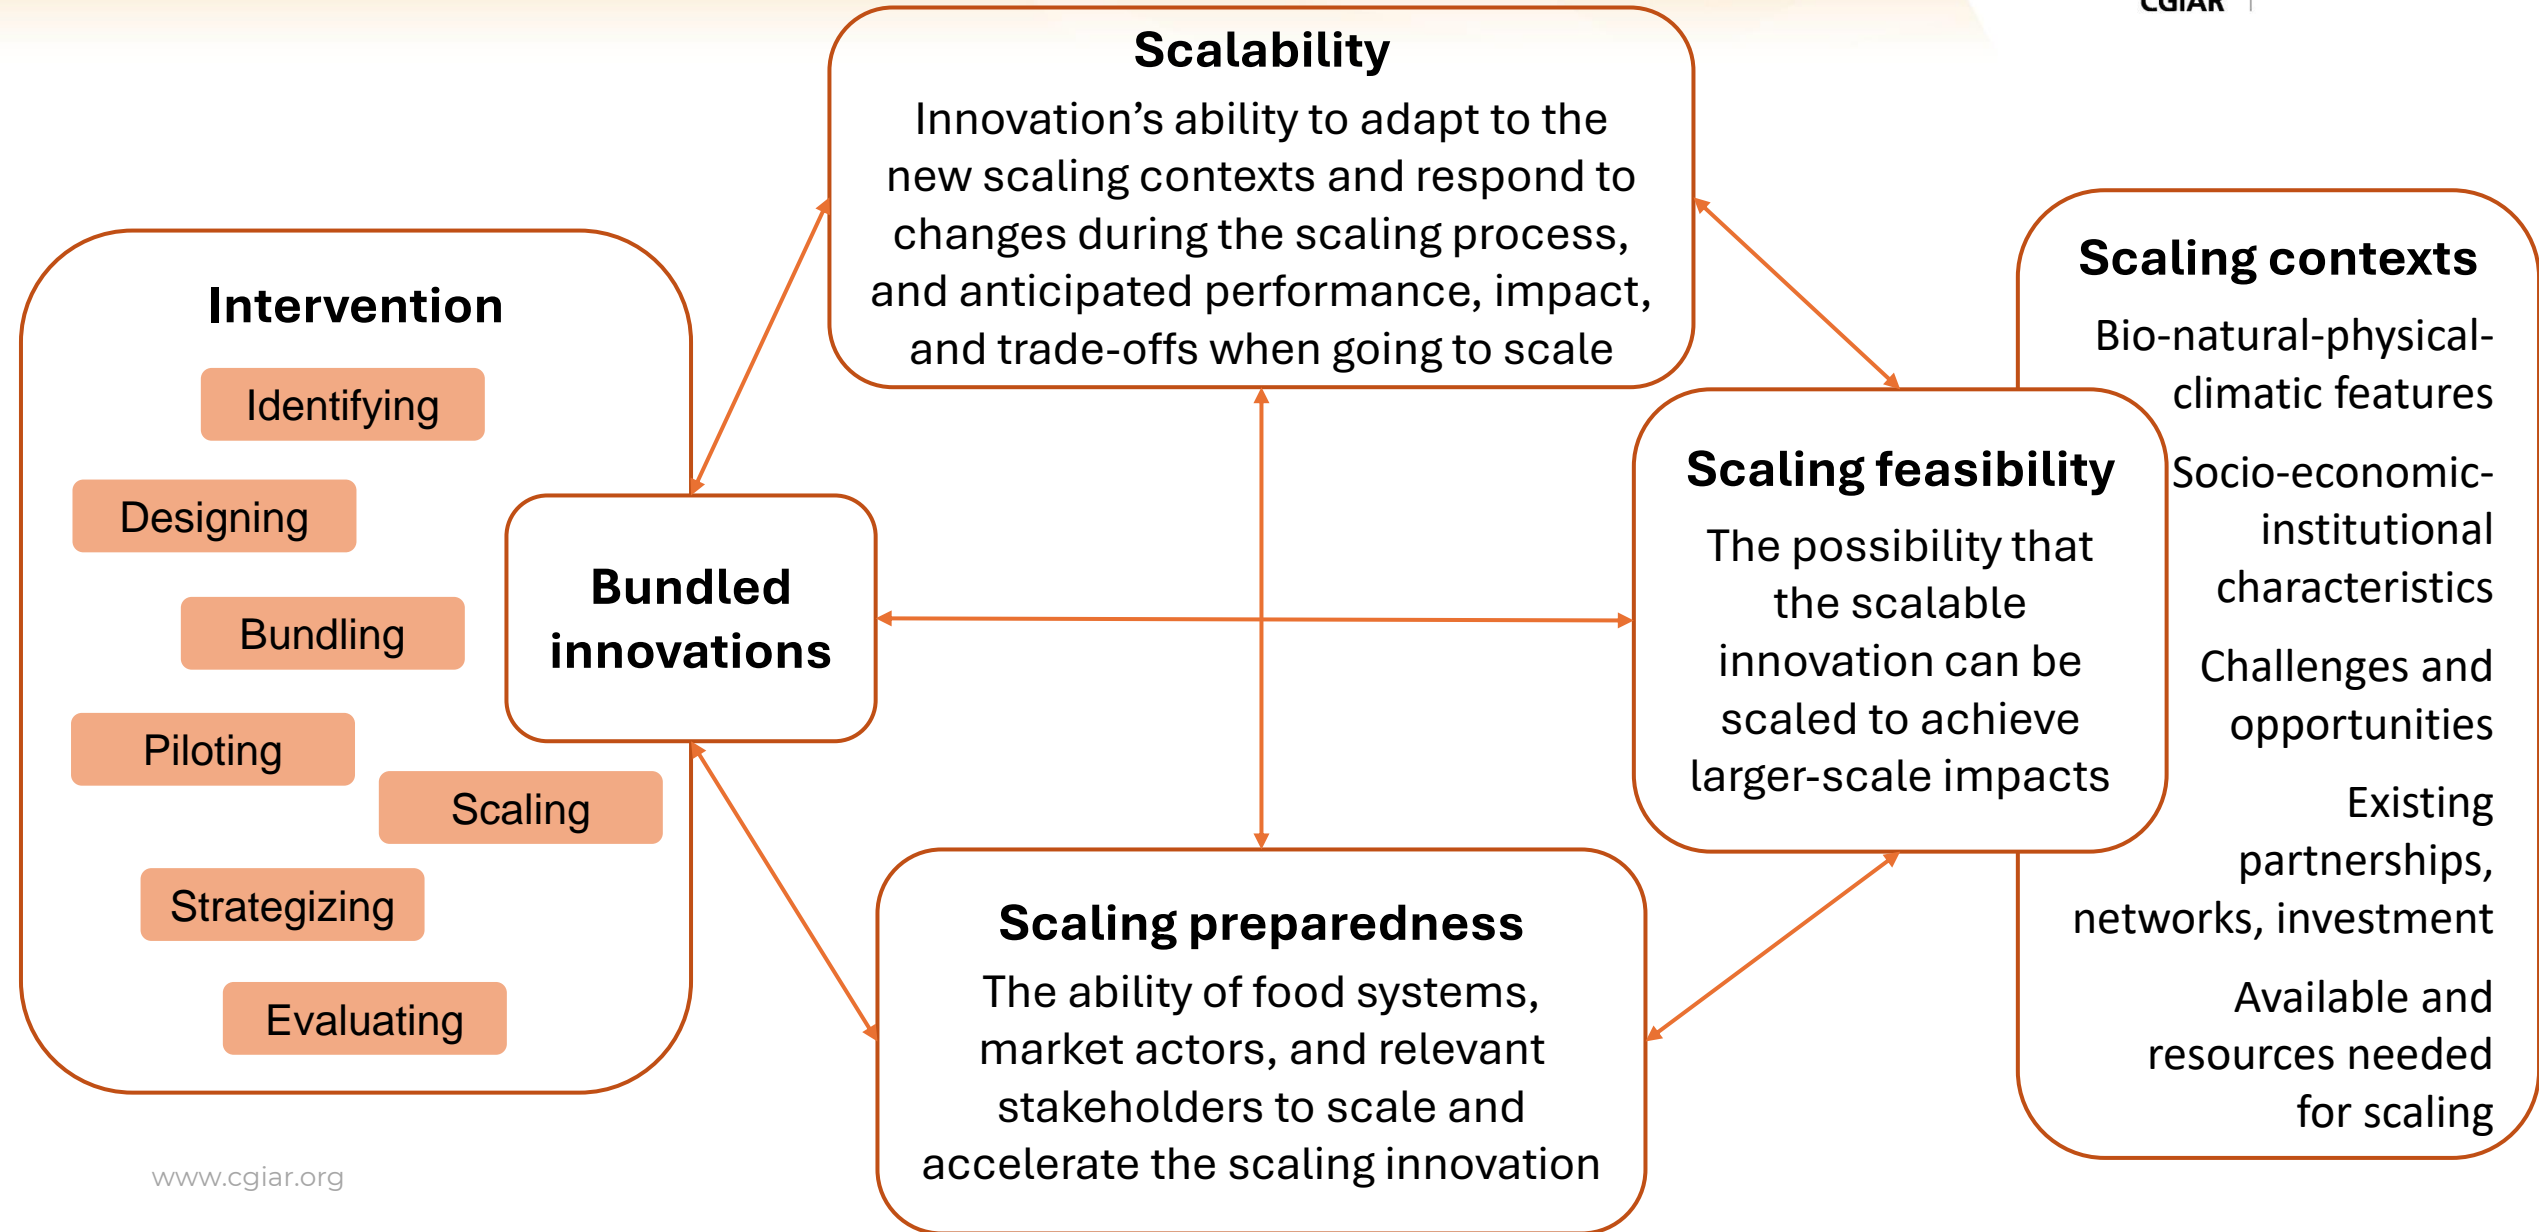 CGIAR
Scalability
Innovation’s ability to adapt to the
new scaling contexts and respond to
changes during the scaling process,
and anticipated performance, impact,
and trade-offs when going to scale
Intervention
Identifying
Designing
Bundling
Piloting
Scaling
Strategizing
Evaluating
Bundled
innovations
Scaling feasibility
The possibility that
the scalable
innovation can be
scaled to achieve
larger-scale impacts
Scaling preparedness
The ability of food systems,
market actors, and relevant
stakeholders to scale and
accelerate the scaling innovation
Scaling contexts
Bio-natural-physical-
climatic features
Socio-economic-
institutional
characteristics
Challenges and
opportunities
Existing
partnerships,
networks, investment
Available and
resources needed
for scaling
www.cgiar.org